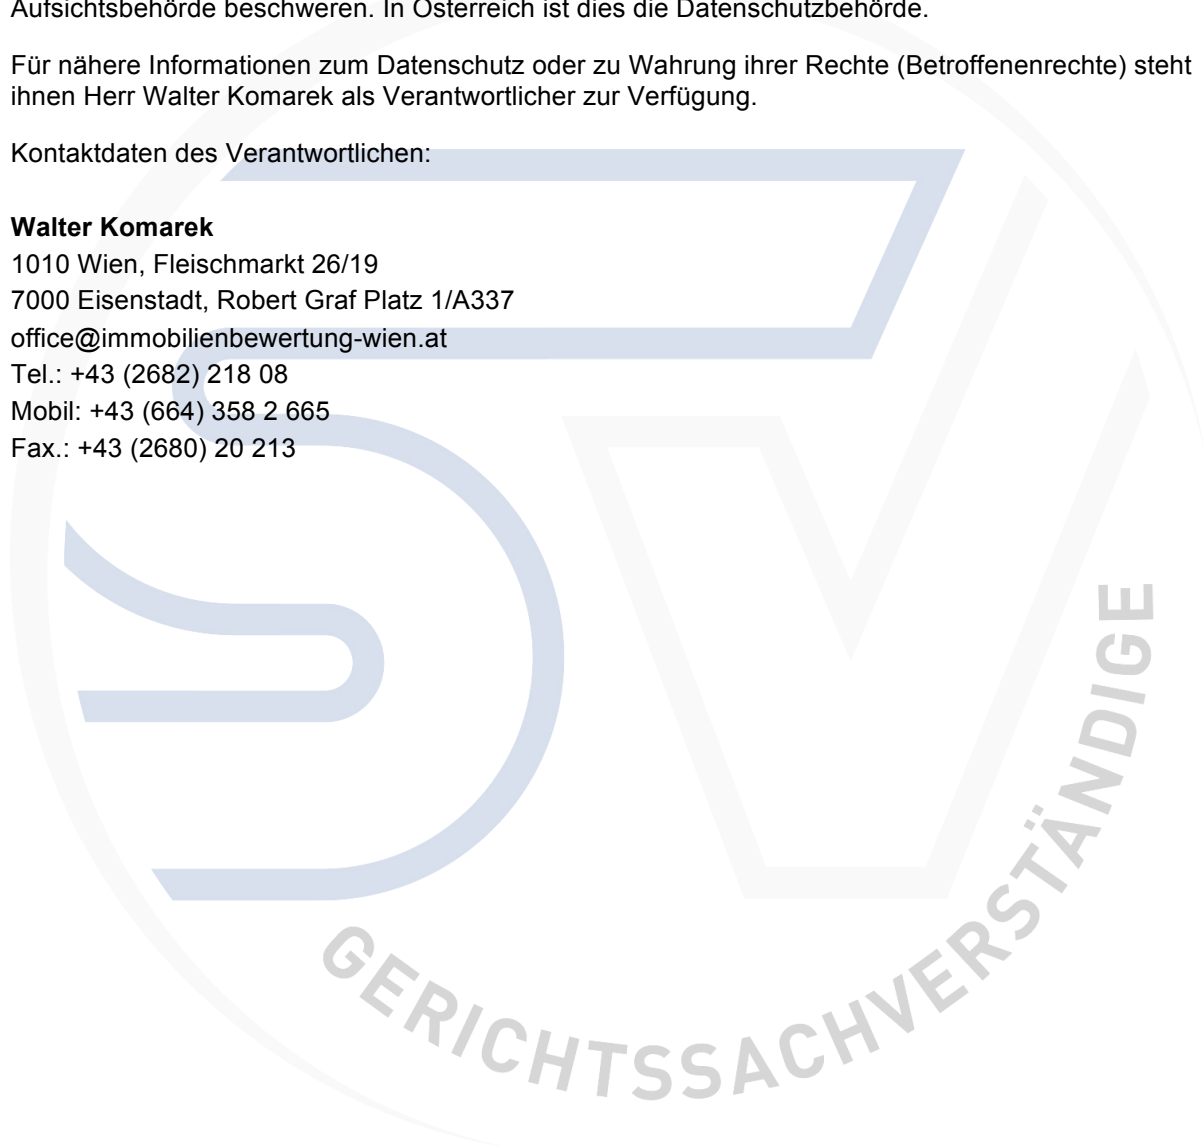 Aufsichtsbehörde beschweren. In Österreich ist dies die Datenschutzbehörde.
Für nähere Informationen zum Datenschutz oder zu Wahrung ihrer Rechte (Betroffenenrechte) steht
ihnen Herr Walter Komarek als Verantwortlicher zur Verfügung.
Kontaktdaten des Verantwortlichen:
Walter Komarek
1010 Wien, Fleischmarkt 26/19
7000 Eisenstadt, Robert Graf Platz 1/A337
office@immobilienbewertung-wien.at
Tel.: +43 (2682) 218 08
Mobil: +43 (664) 358 2 665
Fax.: +43 (2680) 20 213
SV
GERICHTSSACHVERSTÄNDIGE